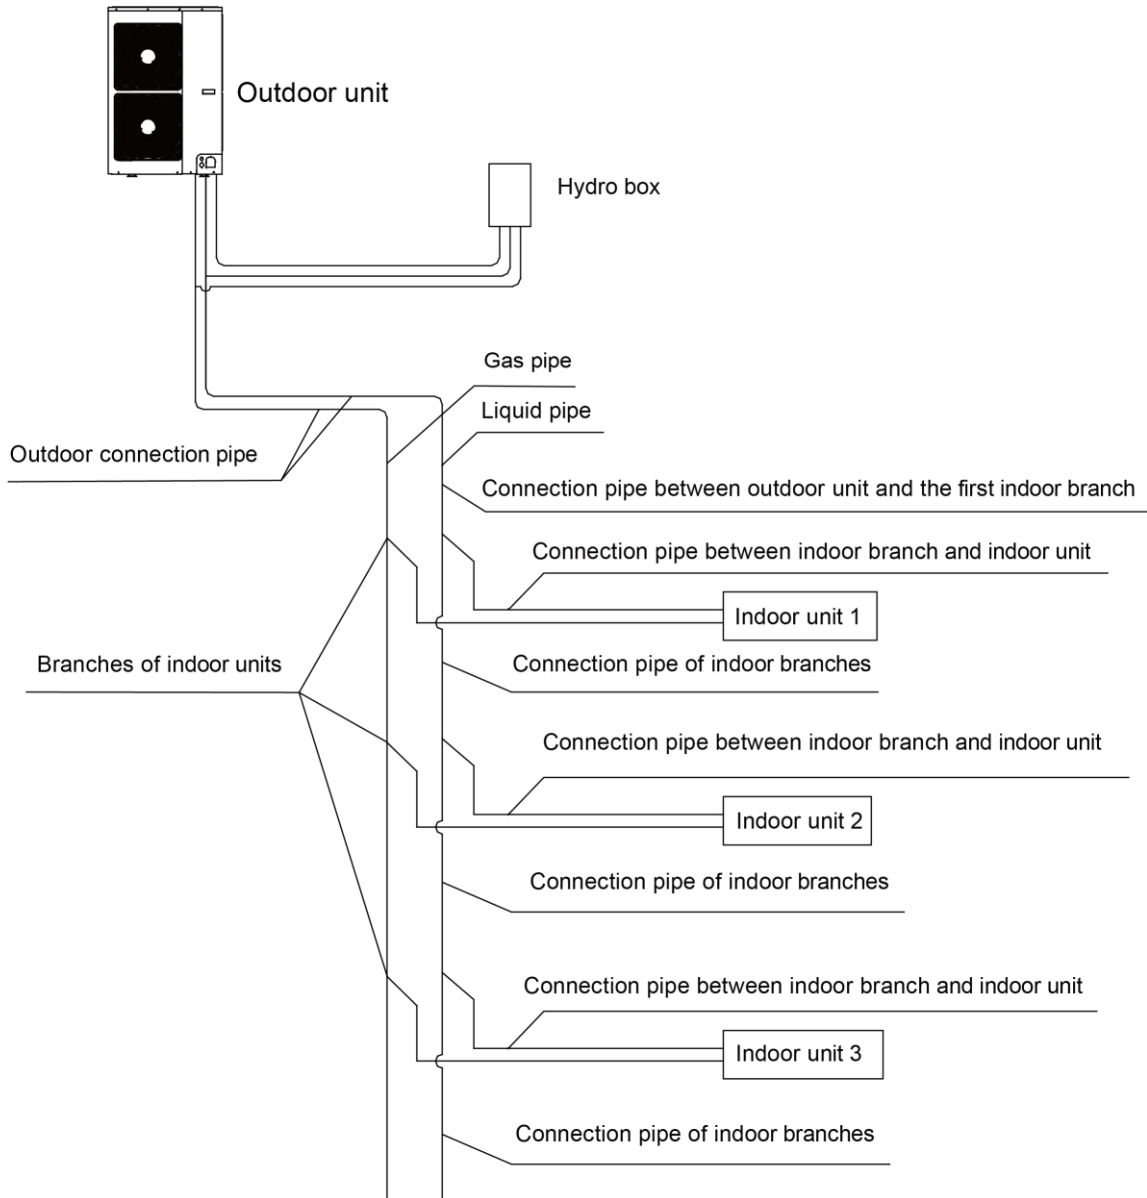 Outdoor unit
Hydro box
Gas pipe
Liquid pipe
Outdoor connection pipe
Connection pipe between outdoor unit and the first indoor branch
Connection pipe between indoor branch and indoor unit
Indoor unit 1
Branches of indoor units
Connection pipe of indoor branches
Connection pipe between indoor branch and indoor unit
Indoor unit 2
Connection pipe of indoor branches
Connection pipe between indoor branch and indoor unit
Indoor unit 3
Connection pipe of indoor branches